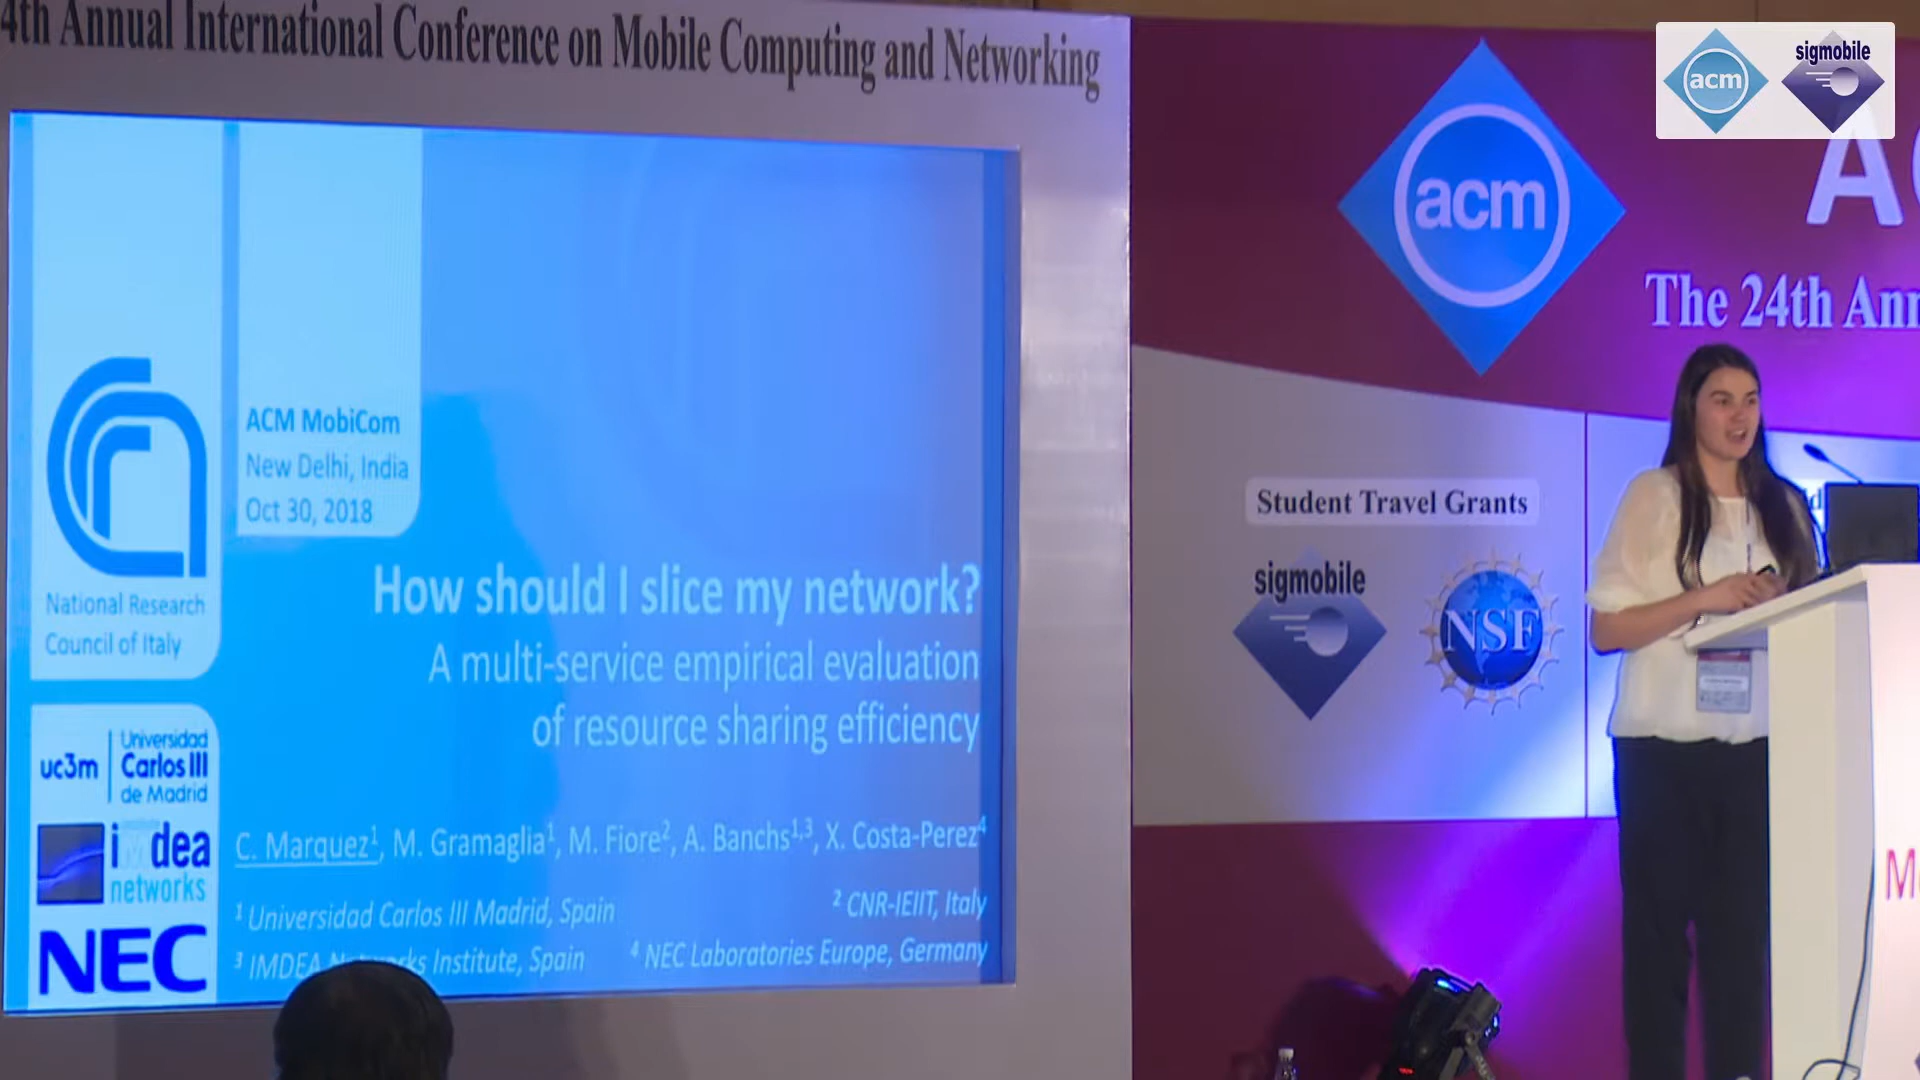 4th Annual International Conference on Mobile Computing and Networking
ACM MobiCom
New Delhi, India
Oct 30, 2018
National Research
Council of Italy
How should I slice my network?
A multi-service empirical evaluation
of resource sharing efficiency
uc3m
Universidad
Carlos III
de Madrid
imdea
networks
NEC
C. Marquez¹, M. Gramaglia¹, M. Fiore², A. Banchs¹,³, X. Costa-Perez⁴
¹ Universidad Carlos III Madrid, Spain
² CNR-IEIIT, Italy
³ IMDEA Institute, Spain
⁴ NEC Laboratories Europe, Germany
acm
sigmobile
acm
The 24th
Student Travel Grants
sigmobile
NSF